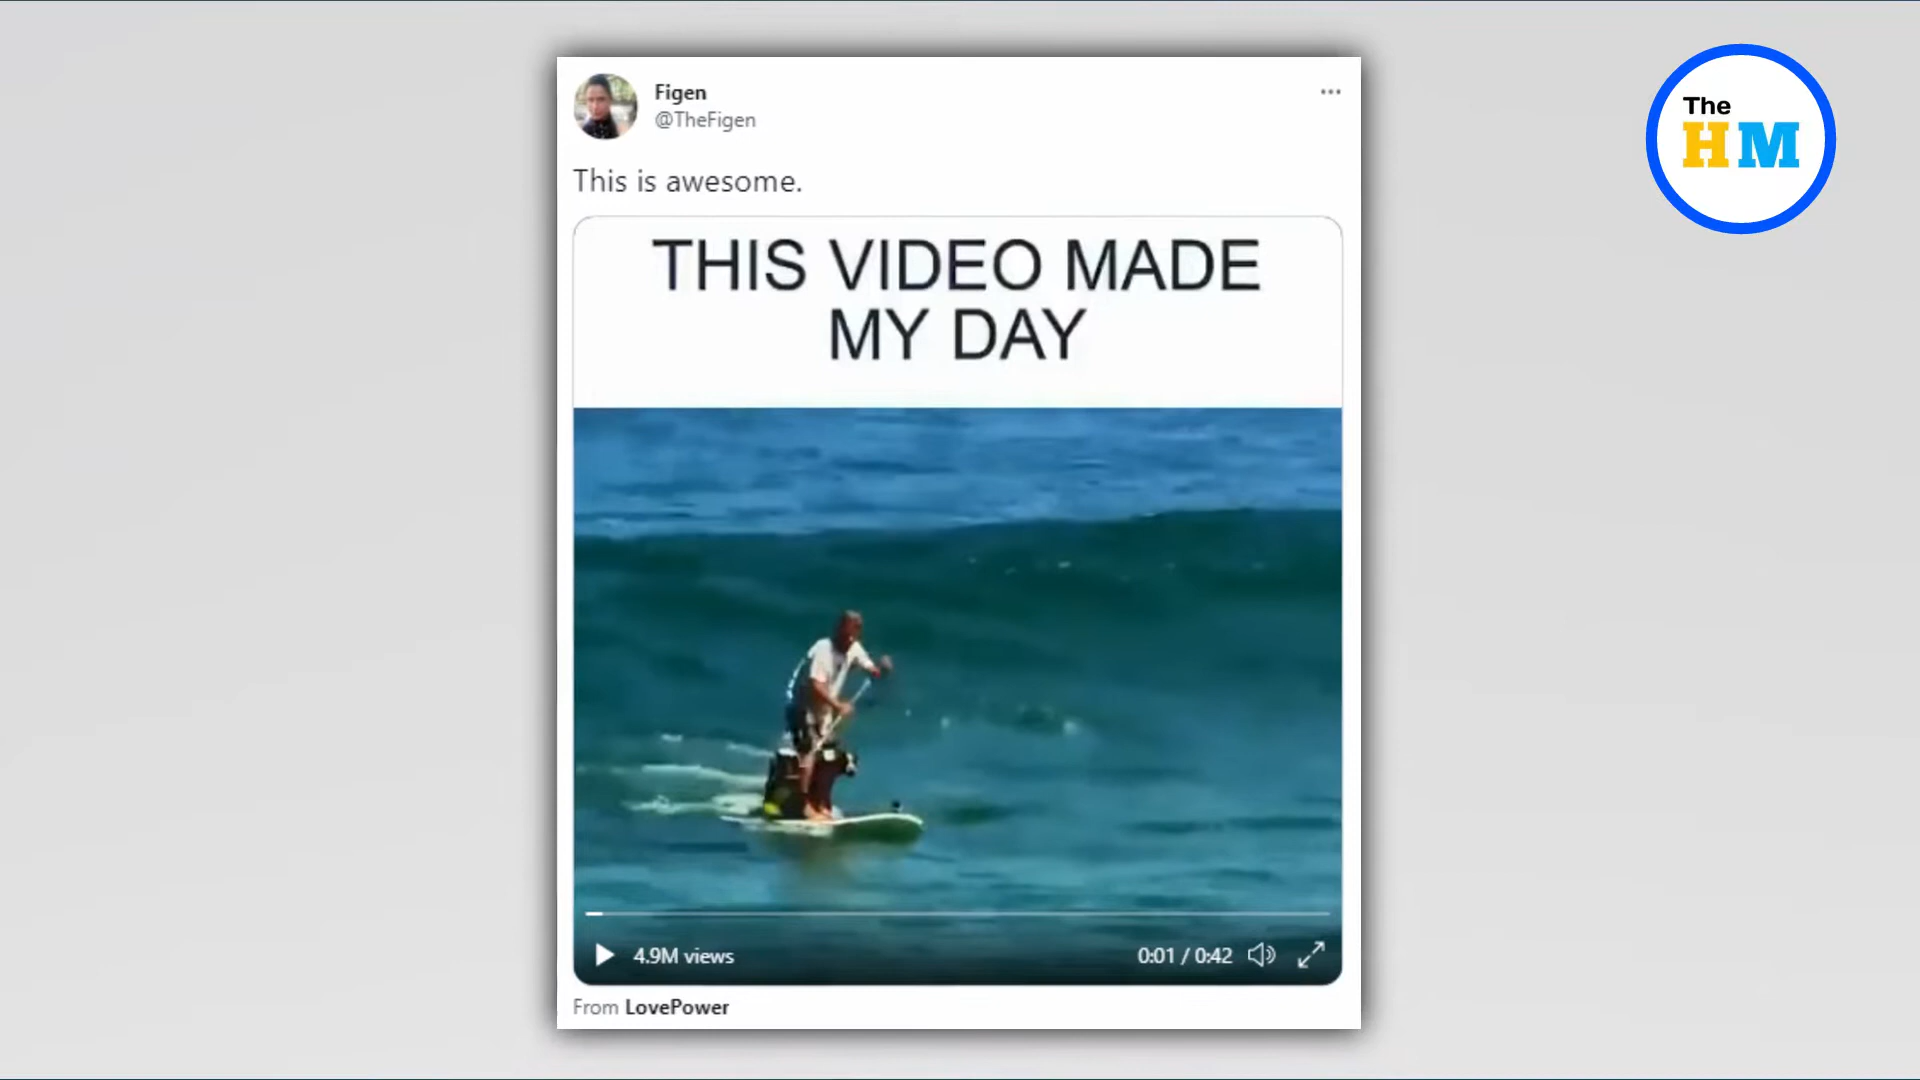 Figen
@TheFigen
This is awesome.
THIS VIDEO MADE
MY DAY
4.9M views
0:01 / 0:42
From LovePower
The
HM